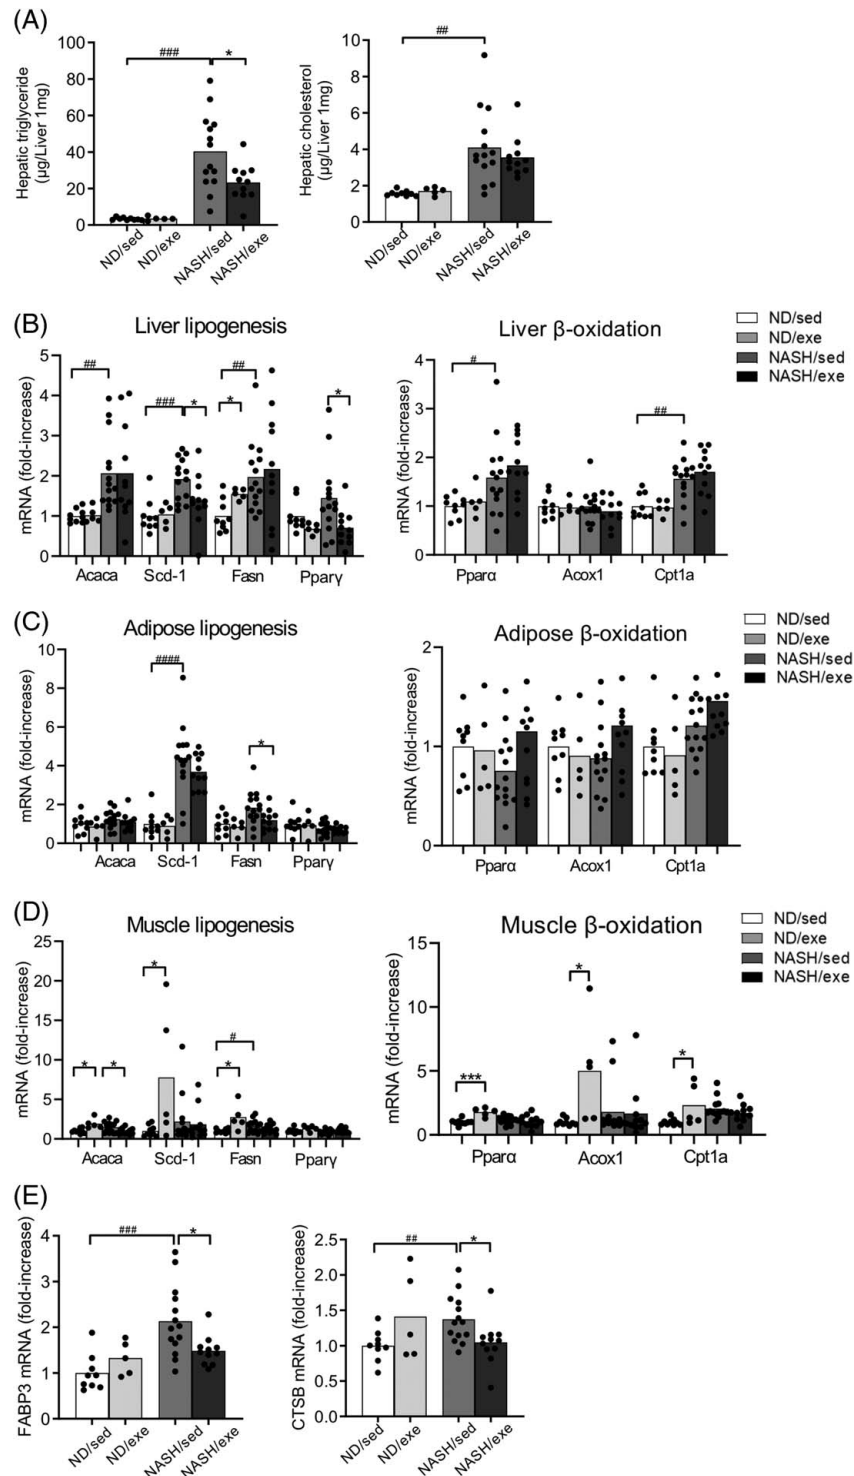 (A)
### *
Hepatic triglyceride
(µg/Liver 1mg)
100
80
60
40
20
0
ND/sed
ND/exe
NASH/sed
NASH/exe
##
Hepatic cholesterol
(µg/Liver 1mg)
10
8
6
4
2
0
ND/sed
ND/exe
NASH/sed
NASH/exe
(B)
Liver lipogenesis
mRNA (fold-increase)
5
4
3
2
1
0
## ### * * ## *
Acaca Scd-1 Fasn Pparγ
Liver β-oxidation
mRNA (fold-increase)
4
3
2
1
0
# ##
Pparα Acox1 Cpt1a
ND/sed
ND/exe
NASH/sed
NASH/exe
(C)
Adipose lipogenesis
mRNA (fold-increase)
10
8
6
4
2
0
#### *
Acaca Scd-1 Fasn Pparγ
Adipose β-oxidation
mRNA (fold-increase)
2
1
0
Pparα Acox1 Cpt1a
ND/sed
ND/exe
NASH/sed
NASH/exe
(D)
Muscle lipogenesis
mRNA (fold-increase)
25
20
15
10
5
0
* * * * #
Acaca Scd-1 Fasn Pparγ
Muscle β-oxidation
mRNA (fold-increase)
15
10
5
0
*** * *
Pparα Acox1 Cpt1a
ND/sed
ND/exe
NASH/sed
NASH/exe
(E)
### *
FABP3 mRNA (fold-increase)
4
3
2
1
0
ND/sed
ND/exe
NASH/sed
NASH/exe
## *
CTSB mRNA (fold-increase)
2.5
2.0
1.5
1.0
0.5
0.0
ND/sed
ND/exe
NASH/sed
NASH/exe